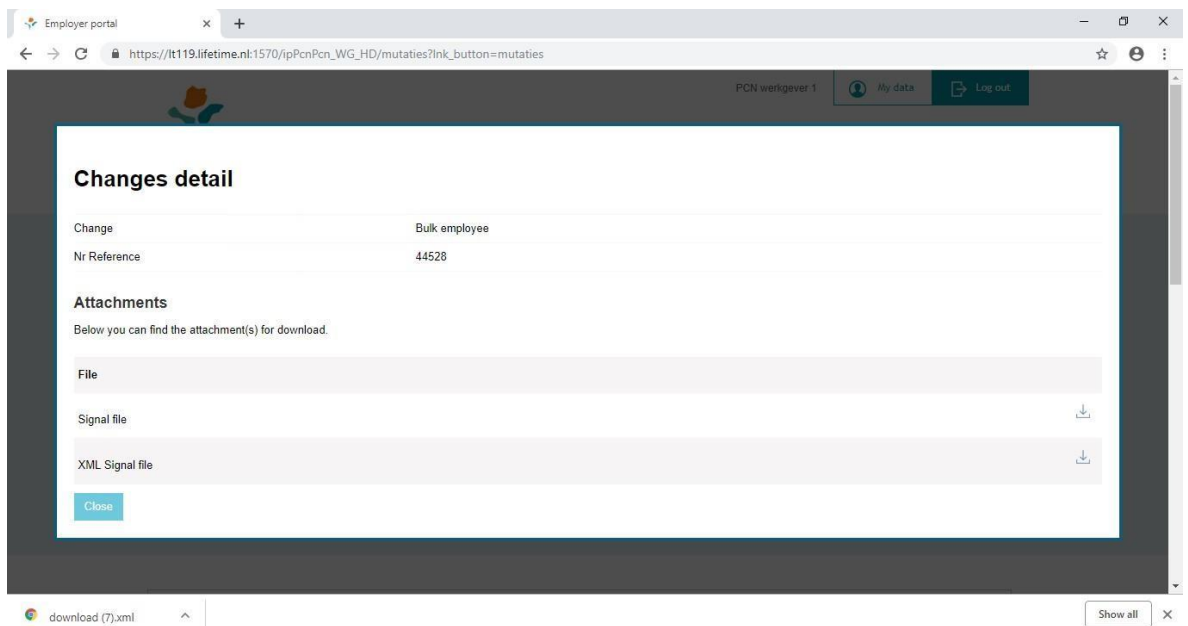 Employer portal
https://lt119.lifetime.nl:1570/ipPcnPcn_WG_HD/mutaties?lnk_button=mutaties
PCN werkgever 1 My data Log out
Changes detail
Change Bulk employee
Nr Reference 44528
Attachments
Below you can find the attachment(s) for download.
File
Signal file
XML Signal file
Close
download (7).xml Show all